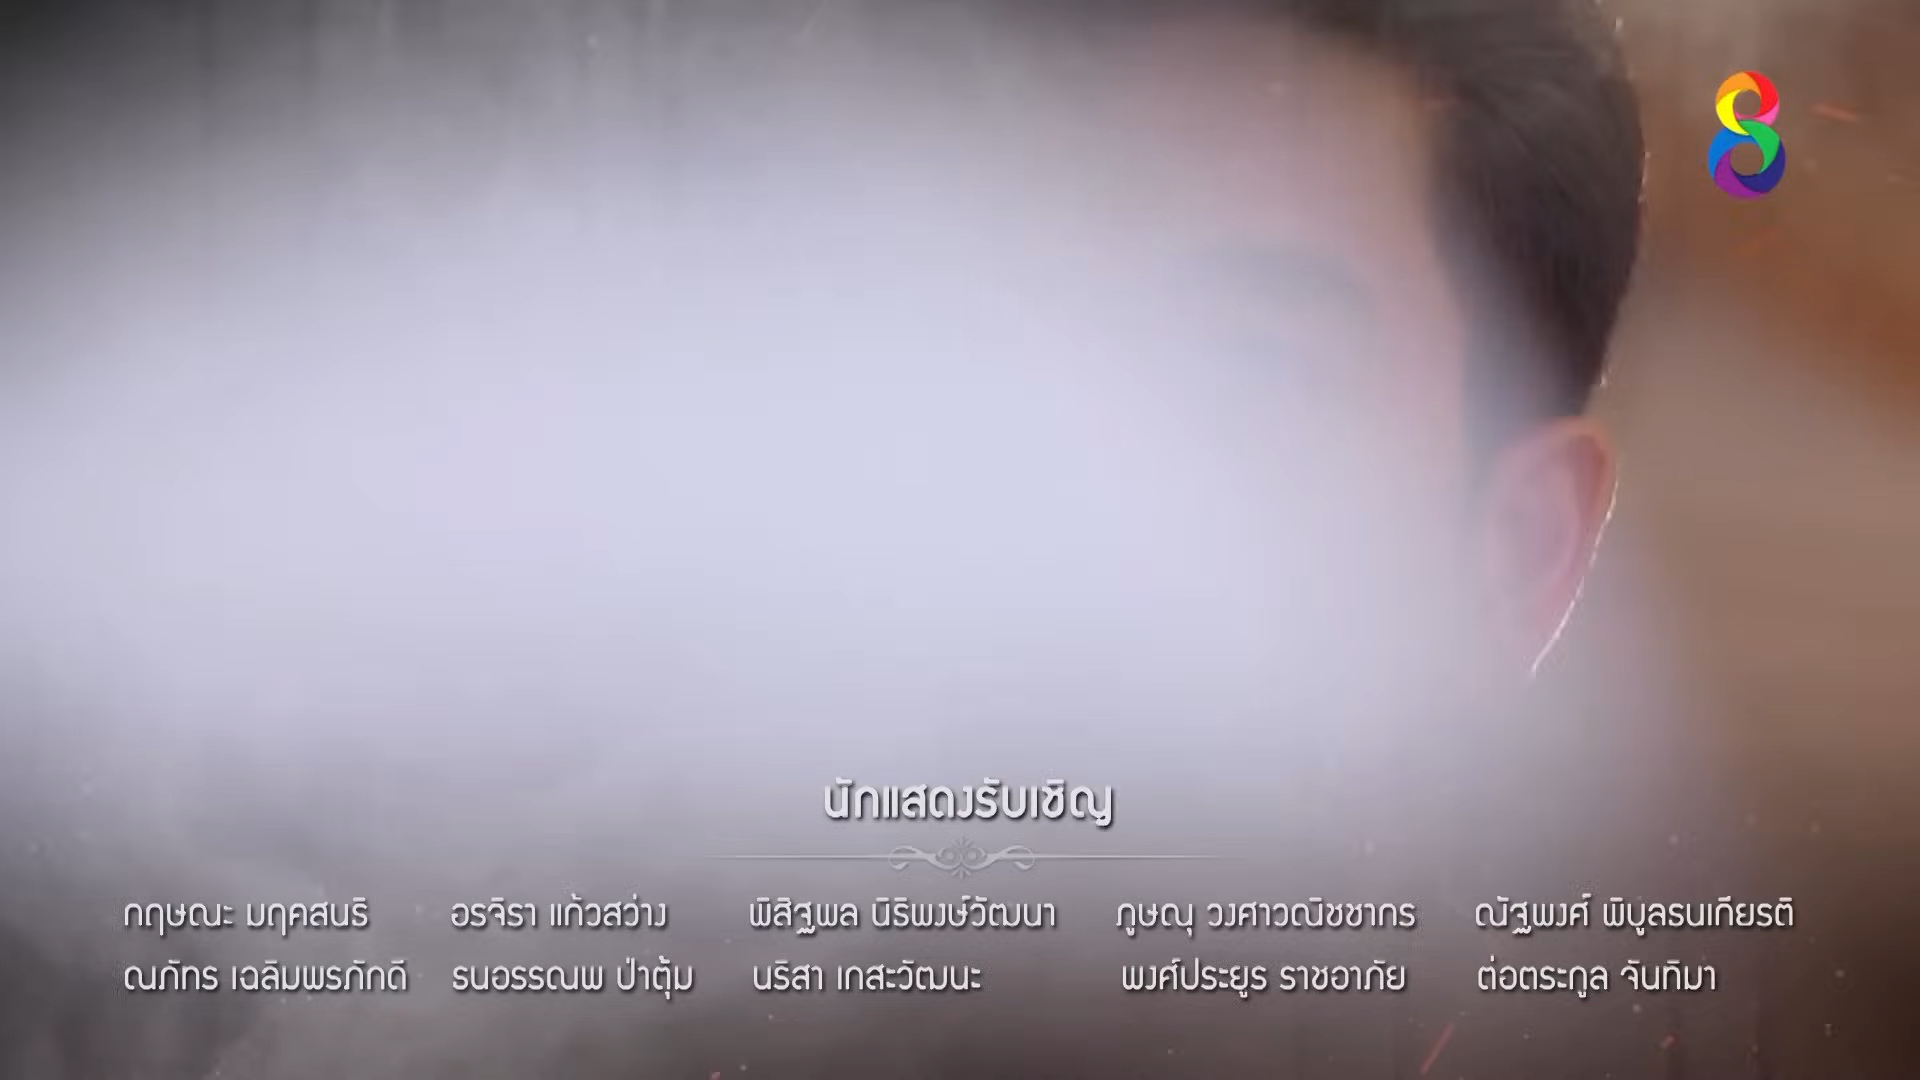 8
นักแสดงรับเชิญ
กฤษณะ มฤคสนธิ อรจิรา แก้วสว่าง พิสิฐพล นิธิพงษ์วัฒนา ภูษณุ วงศาวณิชชากร ณัฐพงศ์ พิบูลธนเกียรติ
ณภัทร เฉลิมพรภักดี ธนอรรณพ ป่าตุ้ม นริสา เกสะวัฒนะ พงศ์ประยูร ราชอาภัย ต่อตระกูล จันทิมา